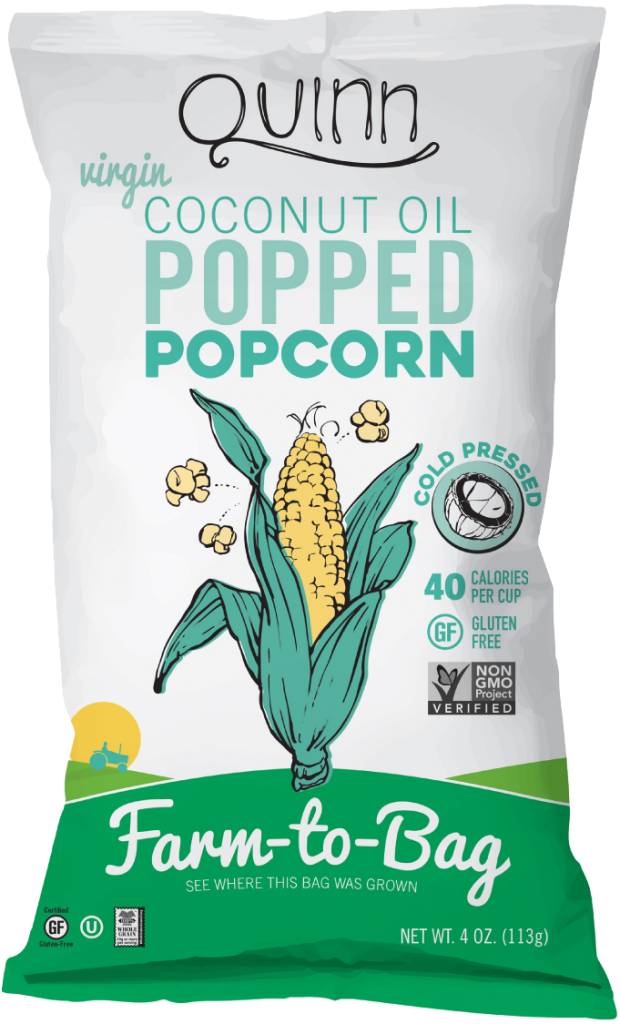 Quinn
virgin
COCONUT OIL
POPPED
POPCORN
COLD PRESSED
40 CALORIES
PER CUP
GF GLUTEN
FREE
NON
GMO
Project
VERIFIED
Farm-to-Bag
SEE WHERE THIS BAG WAS GROWN
Certified
GF
Gluten-Free
U
WHOLE
GRAIN
NET WT. 4 OZ. (113g)